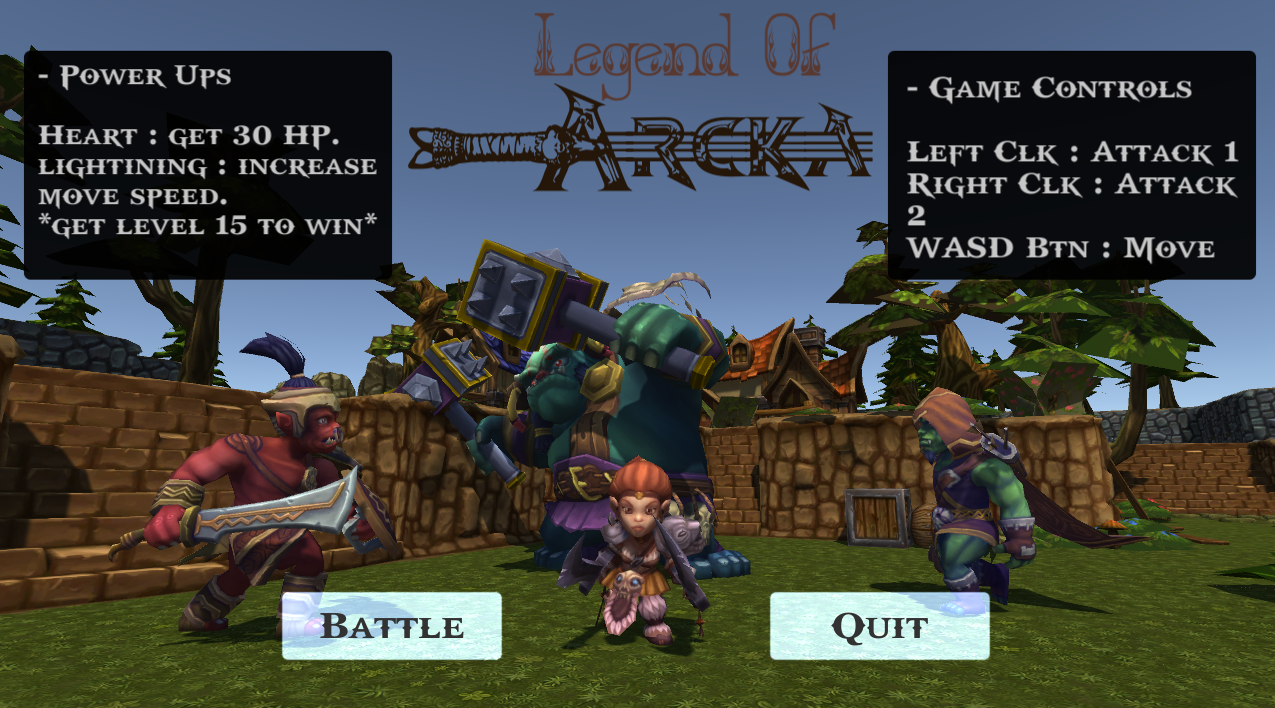 Legend Of
ARCKA
- Power Ups
Heart : get 30 HP.
lightining : increase
move speed.
*get level 15 to win*
- Game Controls
Left Clk : Attack 1
Right Clk : Attack
2
WASD Btn : Move
Battle
Quit